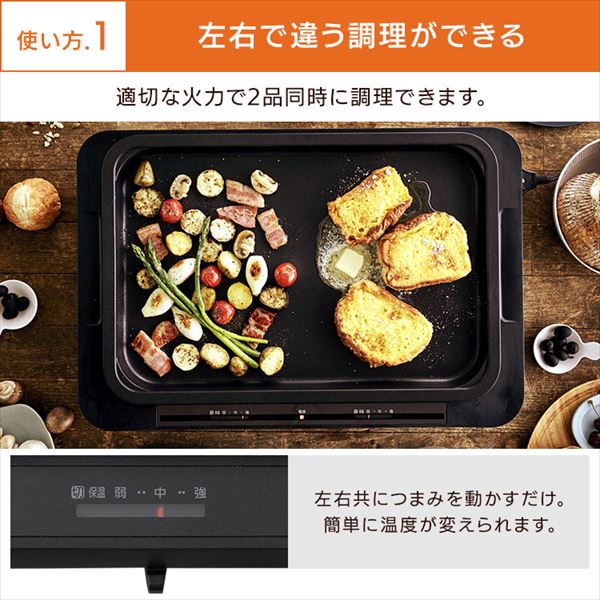 使い方.1
左右で違う調理ができる
適切な火力で2品同時に調理できます。
切 保温 弱 ・・ 中 ・・ 強
左右共につまみを動かすだけ。
簡単に温度が変えられます。